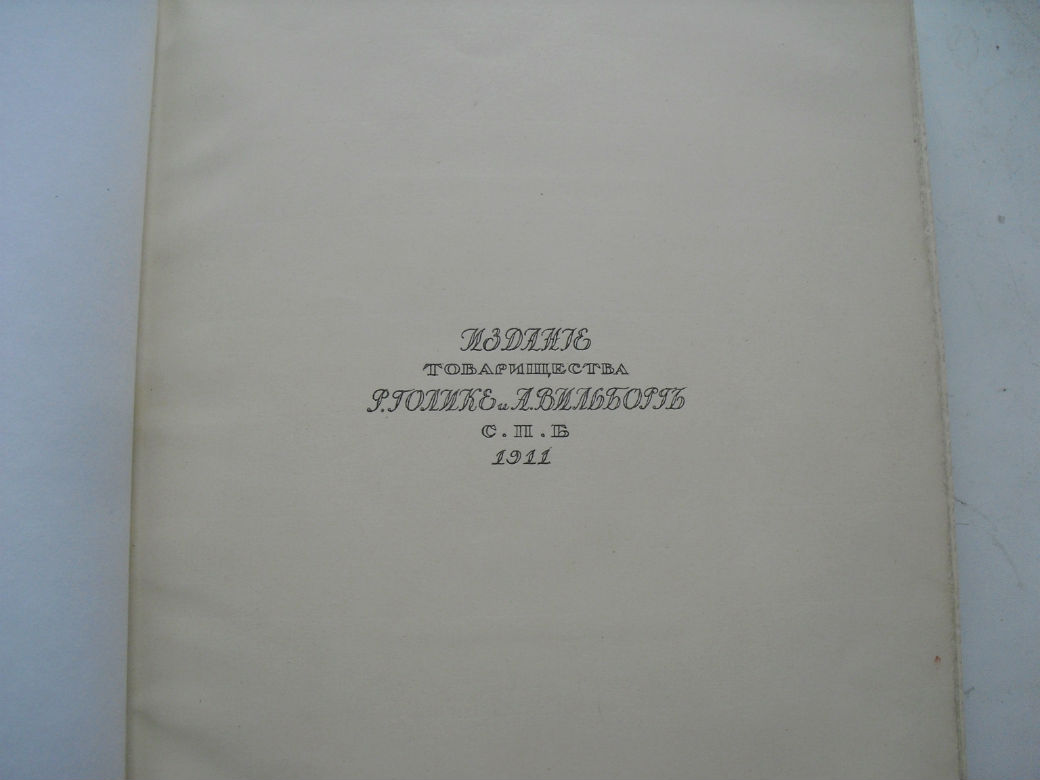 ИЗДАНІЕ
ТОВАРИЩЕСТВА
Р. ГОЛИКЕ и А. ВИЛЬБОРГЪ
С. П. Б
1911